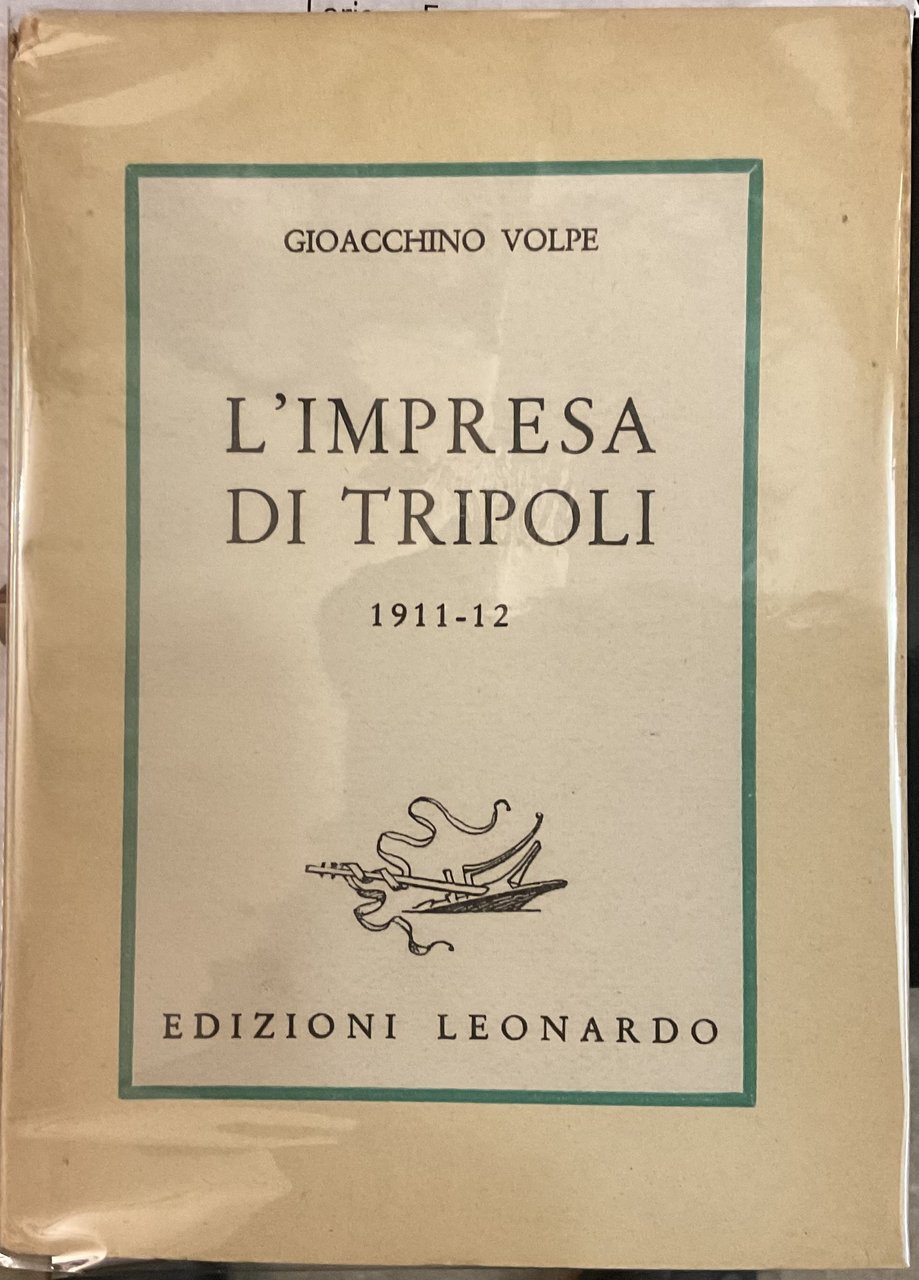 GIOACCHINO VOLPE
L'IMPRESA
DI TRIPOLI
1911-12
EDIZIONI LEONARDO